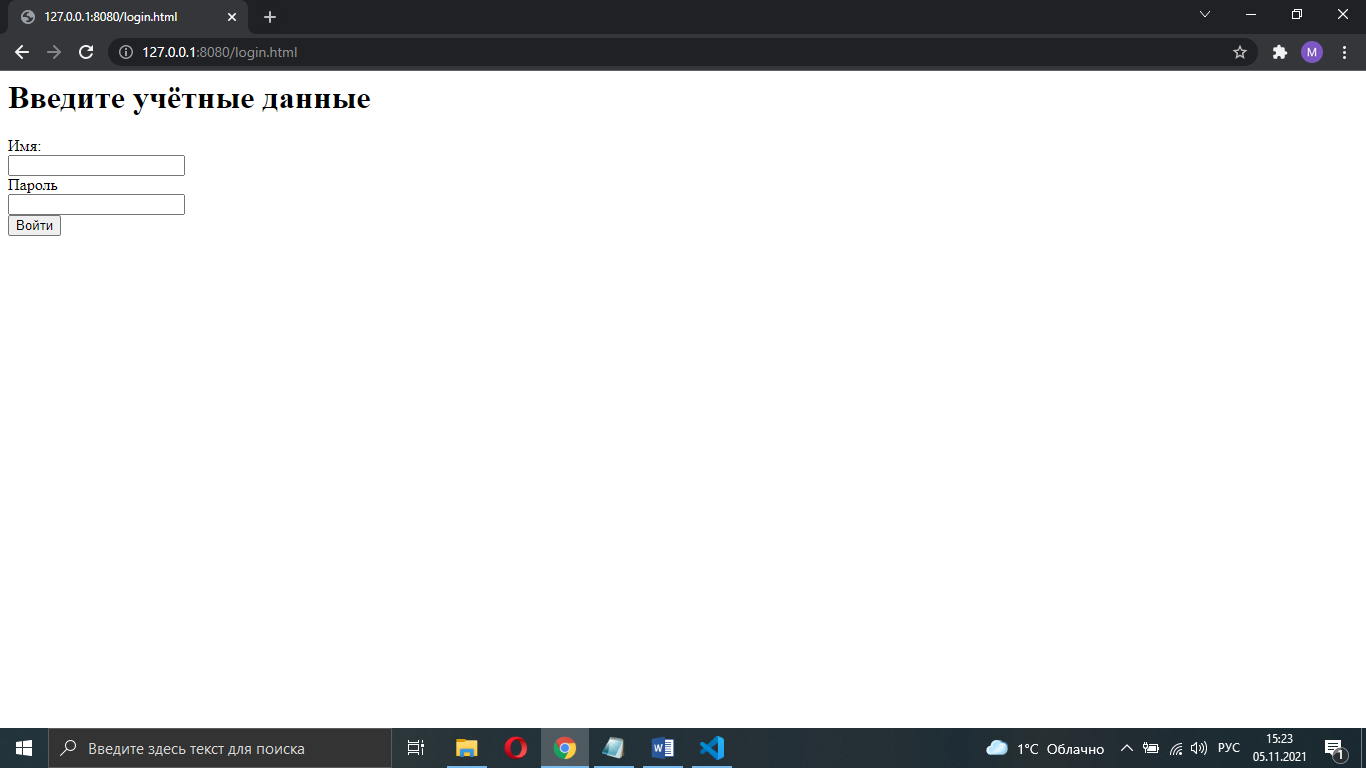 127.0.0.1:8080/login.html
127.0.0.1:8080/login.html
M
Введите учётные данные
Имя:
Пароль
Войти
Введите здесь текст для поиска
1°C Облачно
РУС
15:23
05.11.2021
1